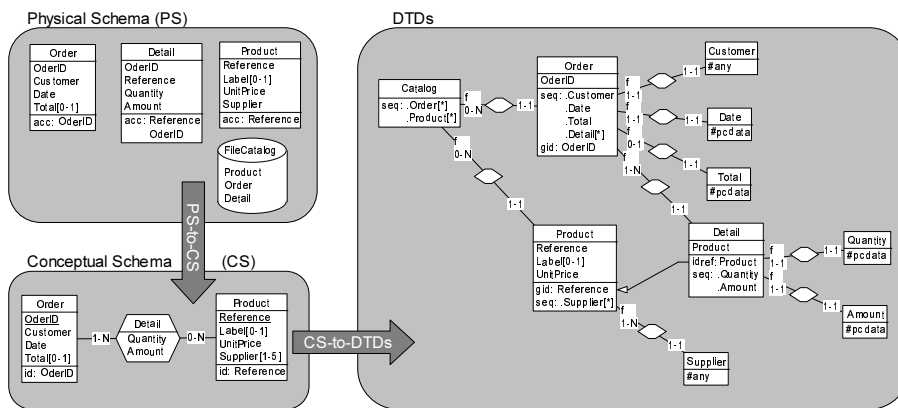 Physical Schema (PS)
Order
OderID
Customer
Date
Total[0-1]
acc: OderID
Detail
OderID
Reference
Quantity
Amount
acc: Reference
OderID
Product
Reference
Label[0-1]
UnitPrice
Supplier
acc: Reference
FileCatalog
Product
Order
Detail
PS-to-CS
Conceptual Schema (CS)
Order
OderID
Customer
Date
Total[0-1]
id: OderID
1-N
Detail
Quantity
Amount
0-N
Product
Reference
Label[0-1]
UnitPrice
Supplier[1-5]
id: Reference
CS-to-DTDs
DTDs
Catalog
seq: .Order[*]
.Product[*]
f
0-N
1-1
f
0-N
1-1
Order
OderID
seq: .Customer
.Date
.Total
.Detail[*]
gid: OderID
f
1-1
1-1
Customer
#any
f
1-1
1-1
Date
#pcdata
f
0-1
1-1
Total
#pcdata
f
1-N
1-1
Product
Reference
Label[0-1]
UnitPrice
gid: Reference
seq: .Supplier[*]
f
1-N
1-1
Supplier
#any
Detail
Product
idref: Product
seq: .Quantity
.Amount
f
1-1
1-1
Quantity
#pcdata
f
1-1
1-1
Amount
#pcdata